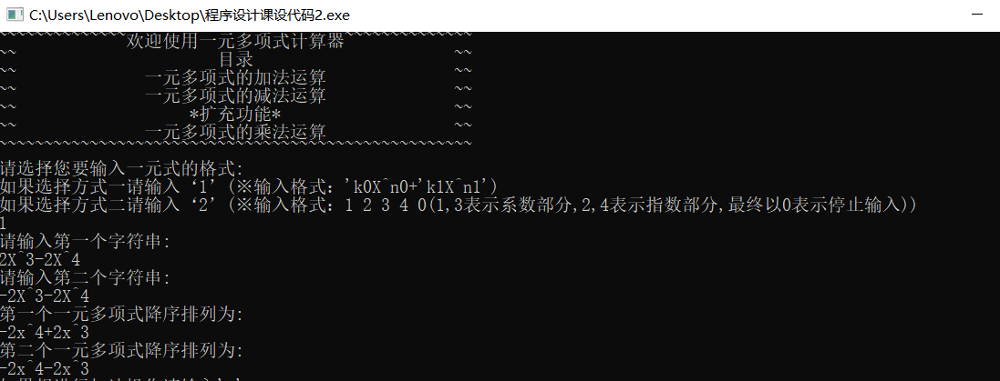 C:\Users\Lenovo\Desktop\程序设计课设代码2.exe
~~~~~~~~~~~~~~欢迎使用一元多项式计算器~~~~~~~~~~~~~~
~~ 目录 ~~
~~ 一元多项式的加法运算 ~~
~~ 一元多项式的减法运算 ~~
~~ *扩充功能* ~~
~~ 一元多项式的乘法运算 ~~
~~~~~~~~~~~~~~~~~~~~~~~~~~~~~~~~~~~~~~~~~~~~~~~~~~~~
请选择您要输入一元式的格式:
如果选择方式一请输入‘1’(※输入格式：'k0X^n0+'k1X^n1')
如果选择方式二请输入‘2’(※输入格式：1 2 3 4 0(1,3表示系数部分,2,4表示指数部分,最终以0表示停止输入))
1
请输入第一个字符串:
2X^3-2X^4
请输入第二个字符串:
-2X^3-2X^4
第一个一元多项式降序排列为:
-2x^4+2x^3
第二个一元多项式降序排列为:
-2x^4-2x^3